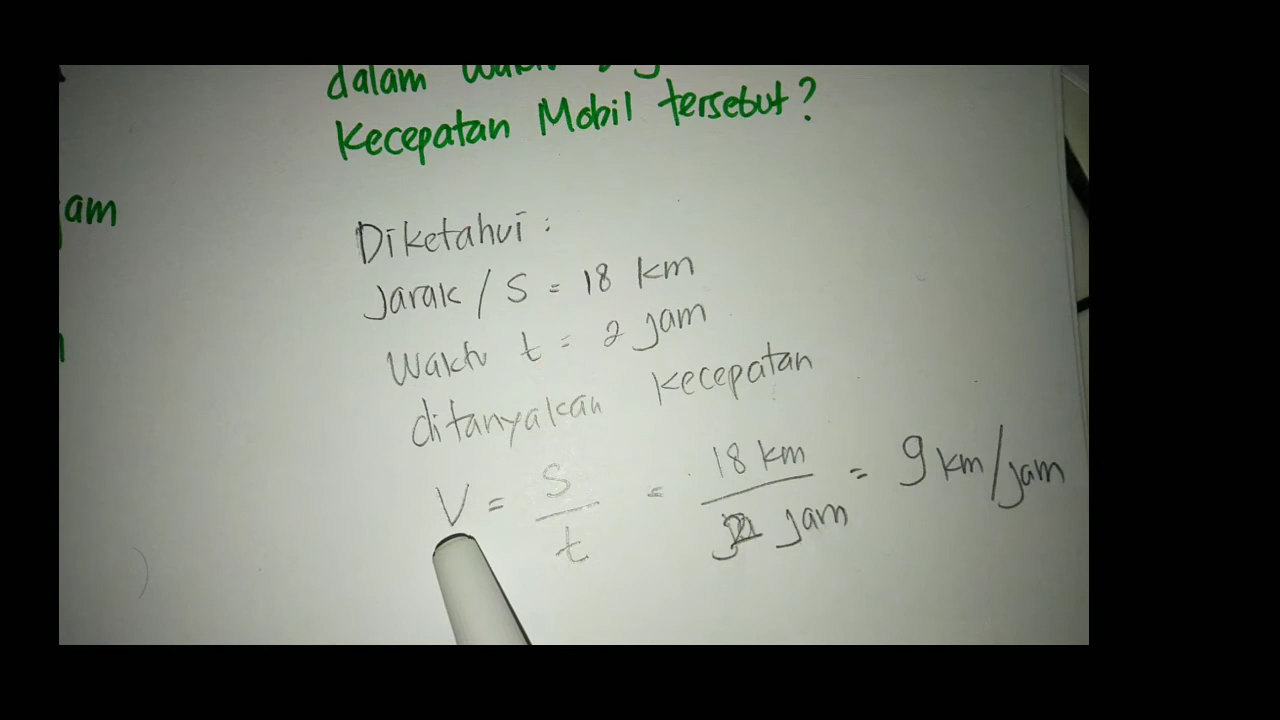 dalam
Kecepatan Mobil tersebut?
am
Diketahui :
Jarak / S = 18 km
Waktu t = 2 jam
ditanyakan kecepatan
V = S/t = 18 km / 2 jam = 9 km/jam